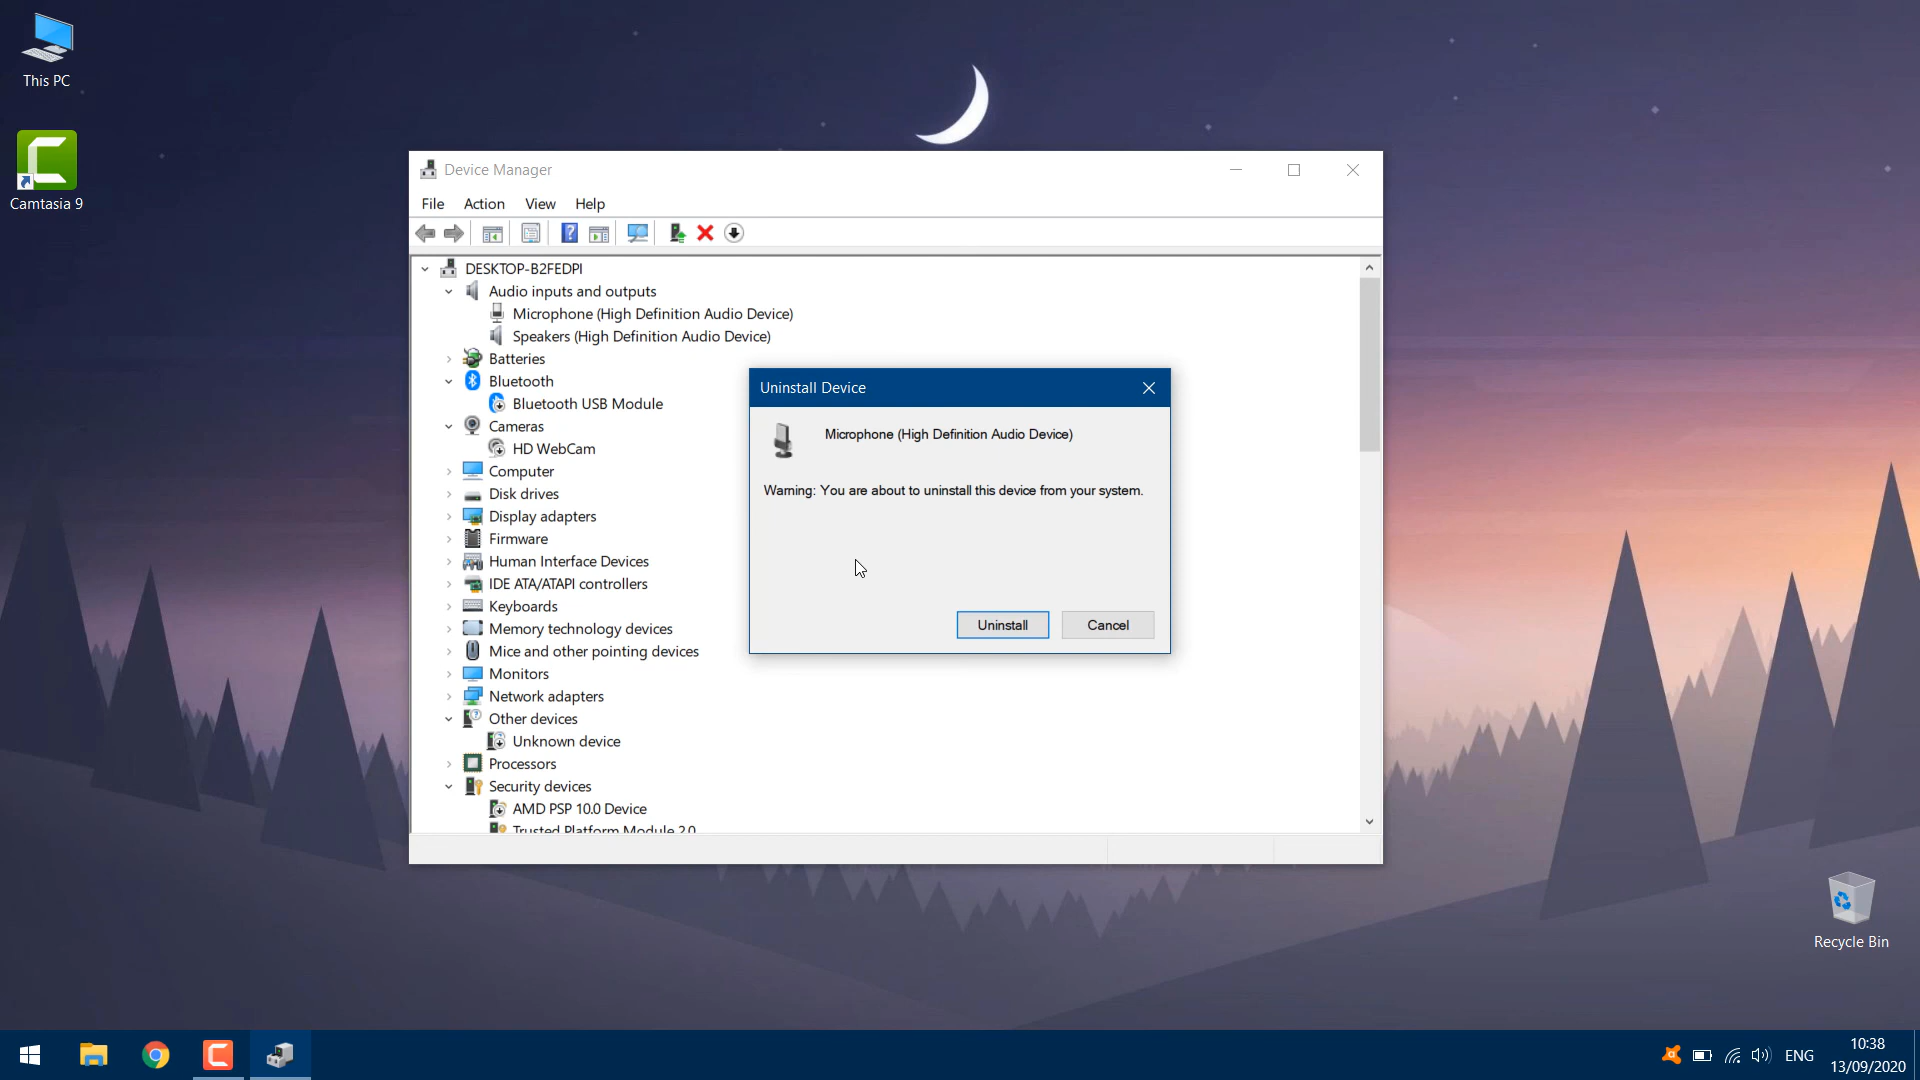 This PC
Camtasia 9
Device Manager
File Action View Help
DESKTOP-B2FEDPI
Audio inputs and outputs
Microphone (High Definition Audio Device)
Speakers (High Definition Audio Device)
Batteries
Bluetooth
Bluetooth USB Module
Cameras
HD WebCam
Computer
Disk drives
Display adapters
Firmware
Human Interface Devices
IDE ATA/ATAPI controllers
Keyboards
Memory technology devices
Mice and other pointing devices
Monitors
Network adapters
Other devices
Unknown device
Processors
Security devices
AMD PSP 10.0 Device
Trusted Platform Module 2.0
Uninstall Device
Microphone (High Definition Audio Device)
Warning: You are about to uninstall this device from your system.
Uninstall Cancel
Recycle Bin
ENG
10:38
13/09/2020